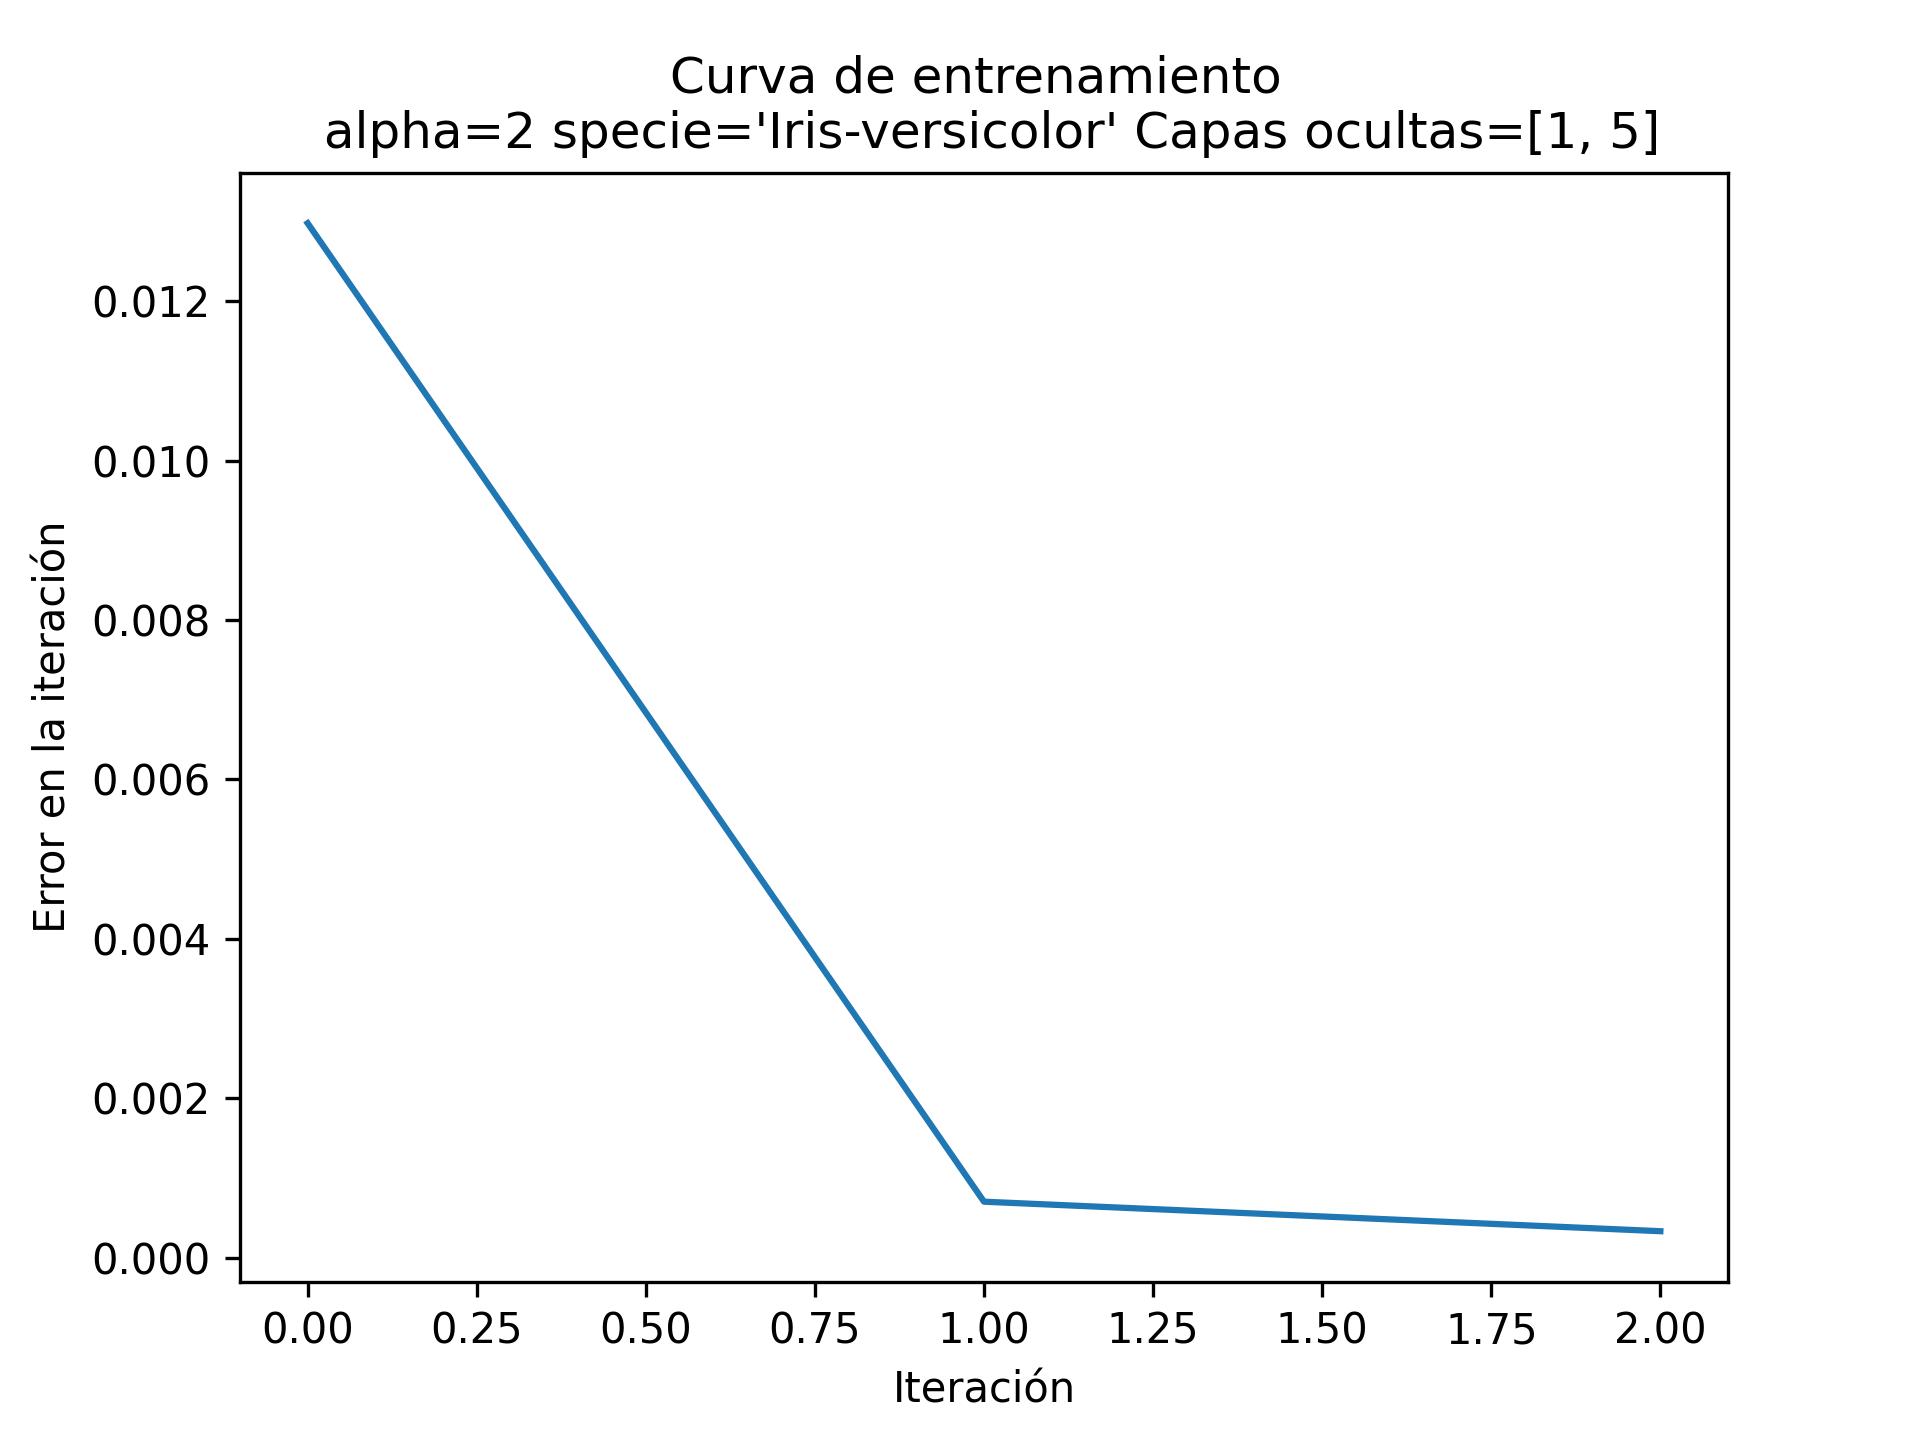 Curva de entrenamiento
alpha=2 specie='Iris-versicolor' Capas ocultas=[1, 5]
Error en la iteración
0.012
0.010
0.008
0.006
0.004
0.002
0.000
0.00 0.25 0.50 0.75 1.00 1.25 1.50 1.75 2.00
Iteración